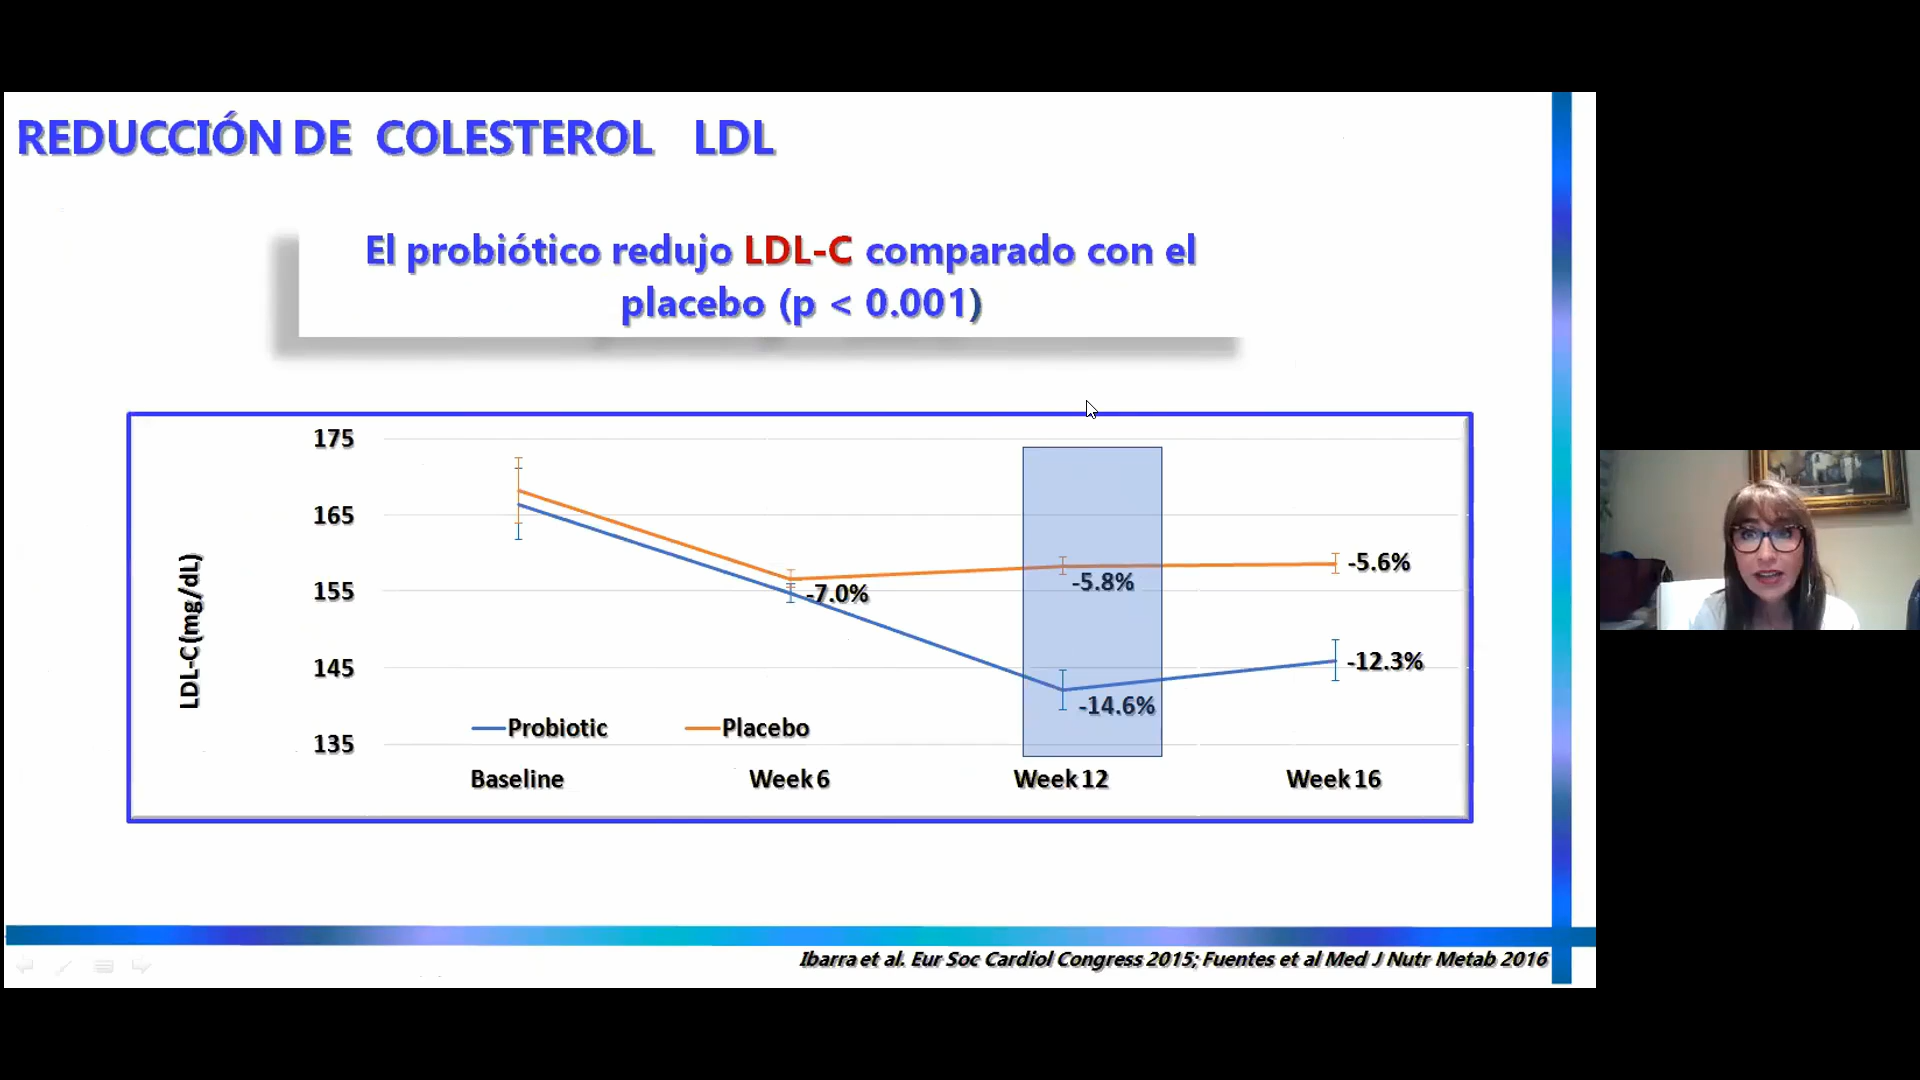 REDUCCIÓN DE COLESTEROL LDL
El probiótico redujo LDL-C comparado con el
placebo (p < 0.001)
175
165
155
145
135
LDL-C(mg/dL)
-7.0%
-5.8%
-5.6%
-14.6%
-12.3%
Probiotic
Placebo
Baseline
Week 6
Week 12
Week 16
Ibarra et al. Eur Soc Cardiol Congress 2015; Fuentes et al Med J Nutr Metab 2016